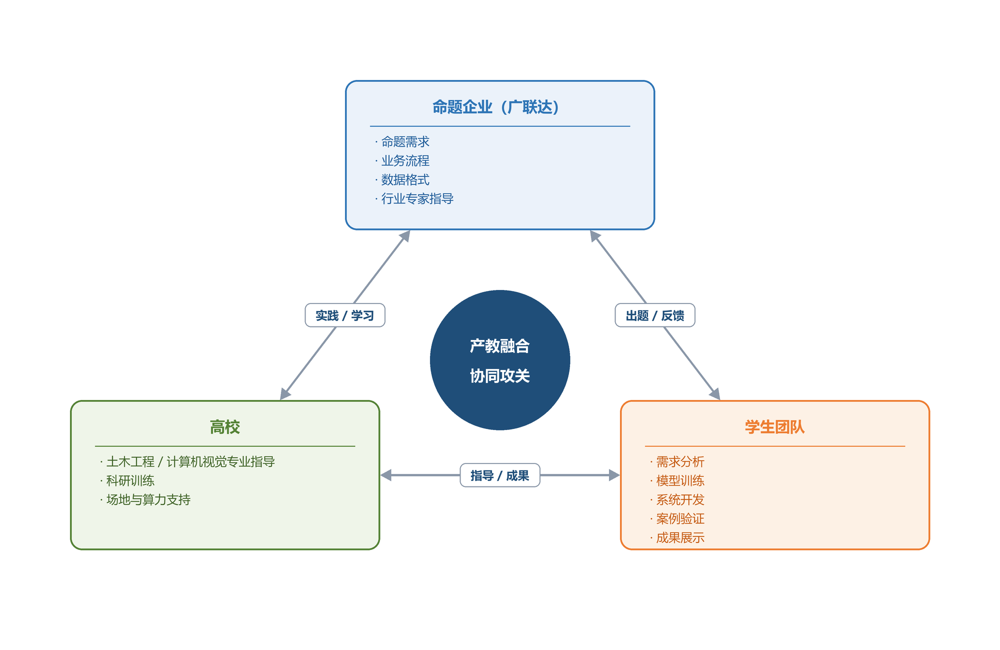 命题企业（广联达）
· 命题需求
· 业务流程
· 数据格式
· 行业专家指导
实践 / 学习
出题 / 反馈
产教融合
协同攻关
高校
· 土木工程 / 计算机视觉专业指导
· 科研训练
· 场地与算力支持
指导 / 成果
学生团队
· 需求分析
· 模型训练
· 系统开发
· 案例验证
· 成果展示